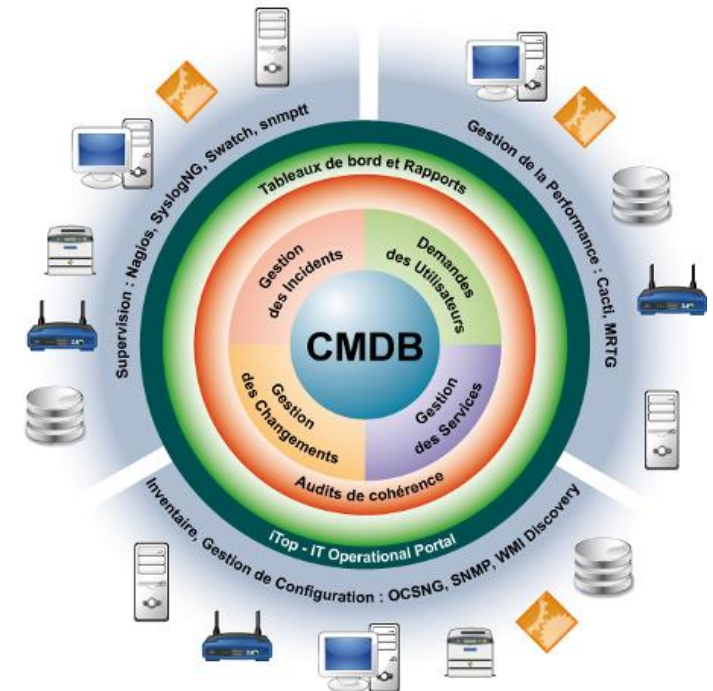 Supervision : Nagios, SyslogNG, Swatch, snmptt
Gestion de la Performance : Cacti, MRTG
Tableaux de bord et Rapports
Gestion
des Incidents
Demandes
des Utilisateurs
CMDB
Gestion
des Changements
Gestion
des Services
Audits de cohérence
iTop - IT Operational Portal
Inventaire, Gestion de Configuration : OCSNG, SNMP, WMI Discovery